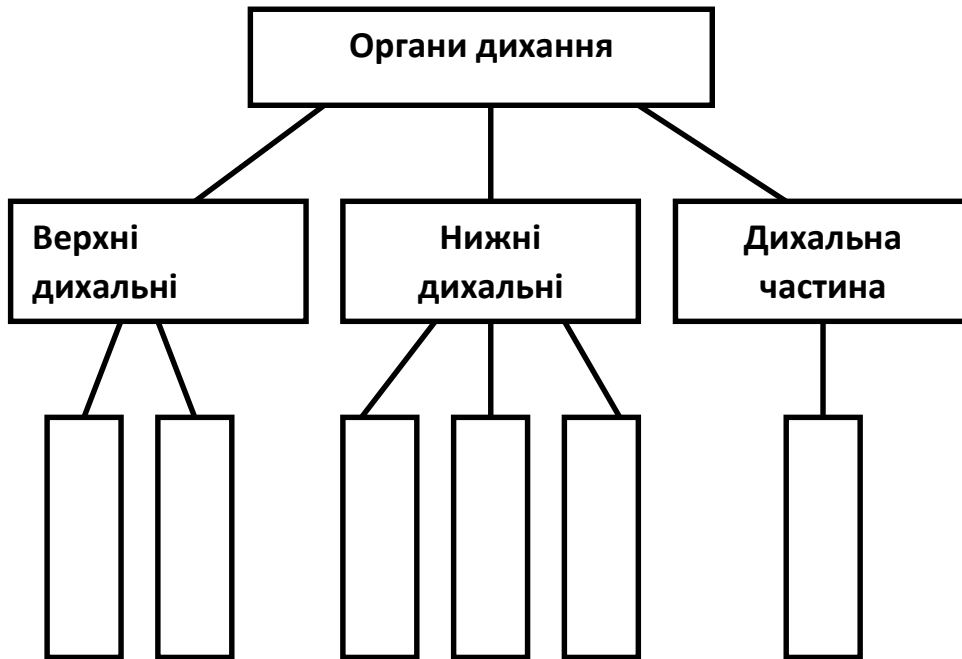 Органи дихання
Верхні
дихальні
Нижні
дихальні
Дихальна
частина